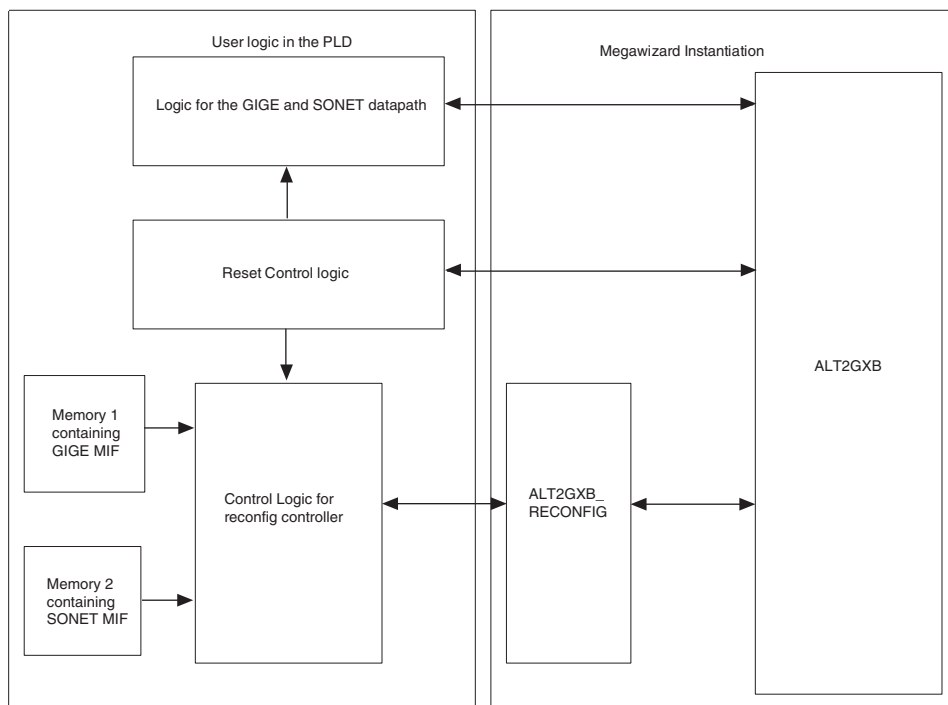 User logic in the PLD
Megawizard Instantiation
Logic for the GIGE and SONET datapath
Reset Control logic
ALT2GXB
Memory 1
containing
GIGE MIF
Control Logic for
reconfig controller
ALT2GXB_
RECONFIG
Memory 2
containing
SONET MIF